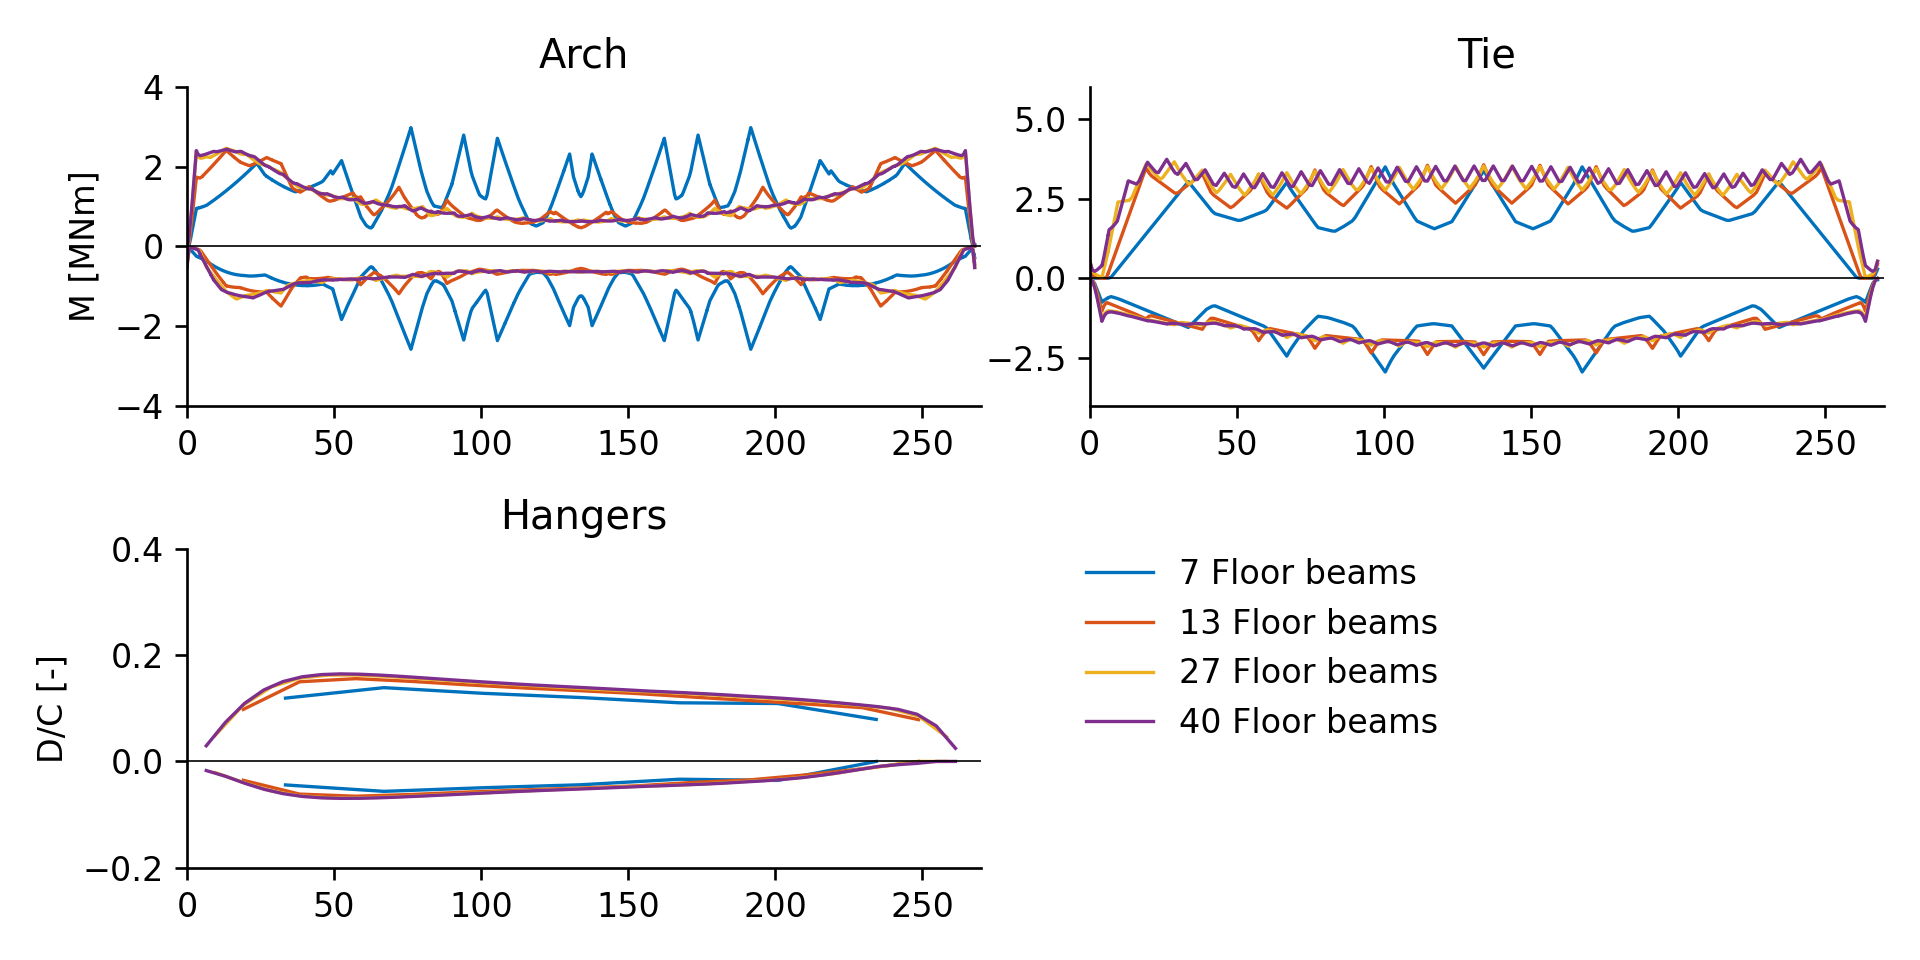 Arch
M [MNm]
4
2
0
−2
−4
0 50 100 150 200 250
Tie
5.0
2.5
0.0
−2.5
0 50 100 150 200 250
Hangers
D/C [-]
0.4
0.2
0.0
−0.2
0 50 100 150 200 250
7 Floor beams
13 Floor beams
27 Floor beams
40 Floor beams